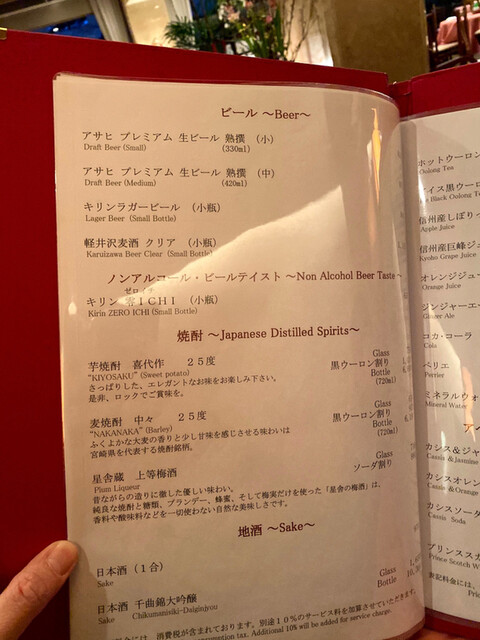 ビール ～Beer～
アサヒ プレミアム 生ビール 熟撰 （小）
Draft Beer (Small) (330ml)
アサヒ プレミアム 生ビール 熟撰 （中）
Draft Beer (Medium) (420ml)
キリンラガービール （小瓶）
Lager Beer (Small Bottle)
軽井沢麦酒 クリア （小瓶）
Karuizawa Beer Clear (Small Bottle)
ノンアルコール・ビールテイスト ～Non Alcohol Beer Taste～
ゼロイチ
キリン 零ＩＣＨＩ （小瓶）
Kirin ZERO ICHI (Small Bottle)
焼酎 ～Japanese Distilled Spirits～
芋焼酎 喜代作 ２５度 Glass
"KIYOSAKU" (Sweet potato) 黒ウーロン割り
さっぱりした、エレガントなお味をお楽しみ下さい。 Bottle
是非、ロックでご賞味を。 (720ml)
麦焼酎 中々 ２５度 Glass
"NAKANAKA" (Barley) 黒ウーロン割り
ふくよかな大麦の香りと少し甘味を感じさせる味わいは Bottle
宮崎県を代表する焼酎銘柄。 (720ml)
星舎蔵 上等梅酒 Glass
Plum Liqueur ソーダ割り
昔ながらの造りに徹した優しい味わい。
純良な焼酎と糖類、ブランデー、蜂蜜、そして梅実だけを使った「星舎の梅酒」は、
香料や酸味料などを一切使わない自然な美味しさです。
地酒 ～Sake～
日本酒（１合）
Sake
日本酒 千曲錦大吟醸 Glass
Sake Chikumanisiki-Daiginjyou Bottle
は、消費税が含まれております。別途１０％のサービス料を加算させていただきます。
tax. Additional 10% will be added for service charge.
ホットウーロン
Oolong Tea
アイス黒ウーロン
Ice Black Oolong
信州産しぼりっ
Apple Juice
信州産巨峰ジュ
Kyoho Grape Juice
オレンジジュ
Orange Juice
ジンジャーエ
Ginger Ale
コカ・コーラ
Cola
ペリエ
Perrier
ミネラルウォ
Mineral Water
カシス＆ジャ
Cassis &Jasmine
カシス＆オレ
Cassis &Orange
カシスソーダ
Cassis Soda
プリンスス
Prince Scotch W
表記料金には、